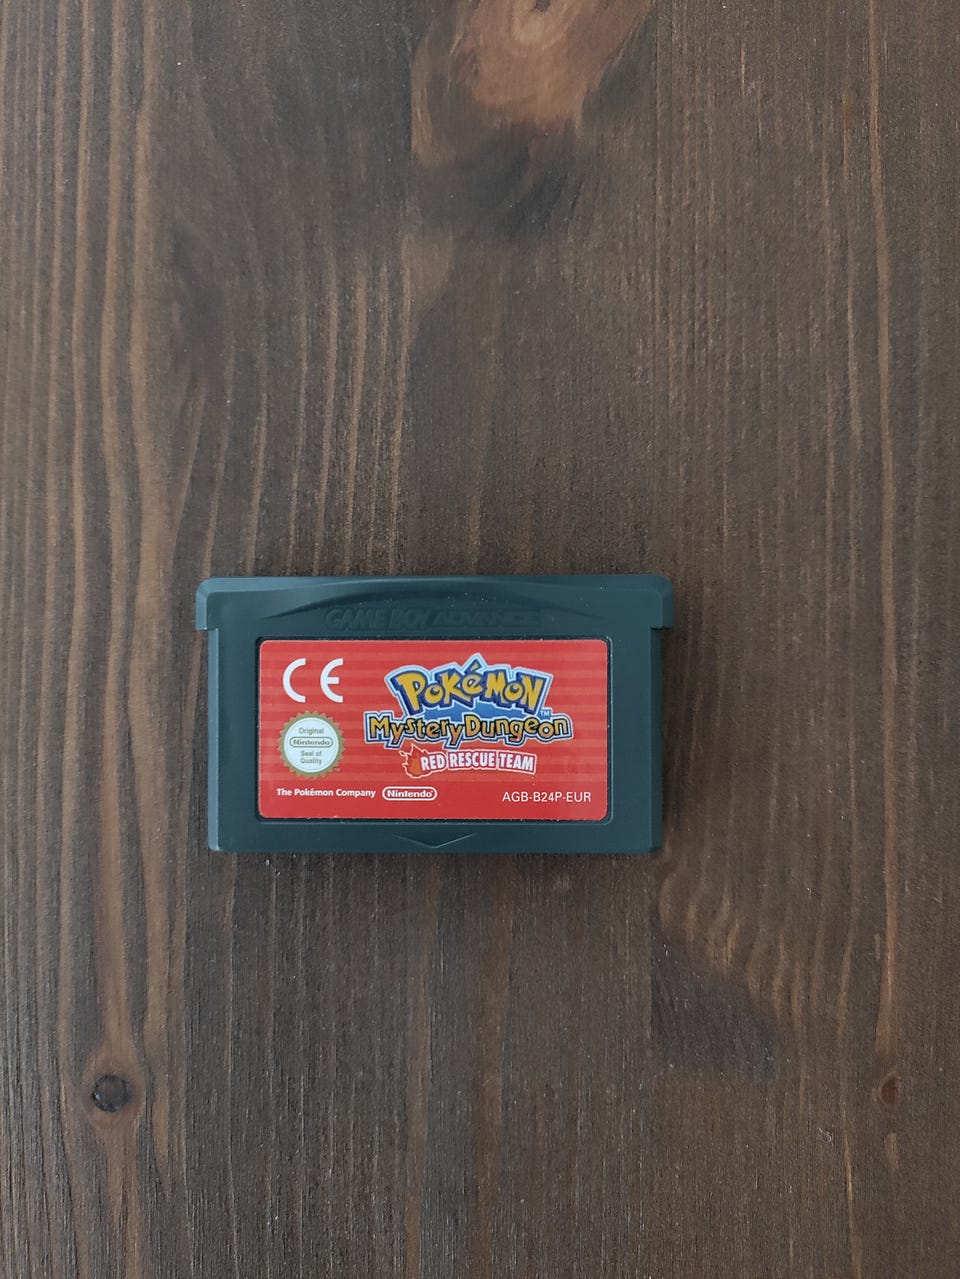 GAME BOY ADVANCE
CE
Pokémon
Mystery Dungeon
RED RESCUE TEAM
Original
Nintendo
Seal of
Quality
TM
The Pokémon Company Nintendo
AGB-B24P-EUR